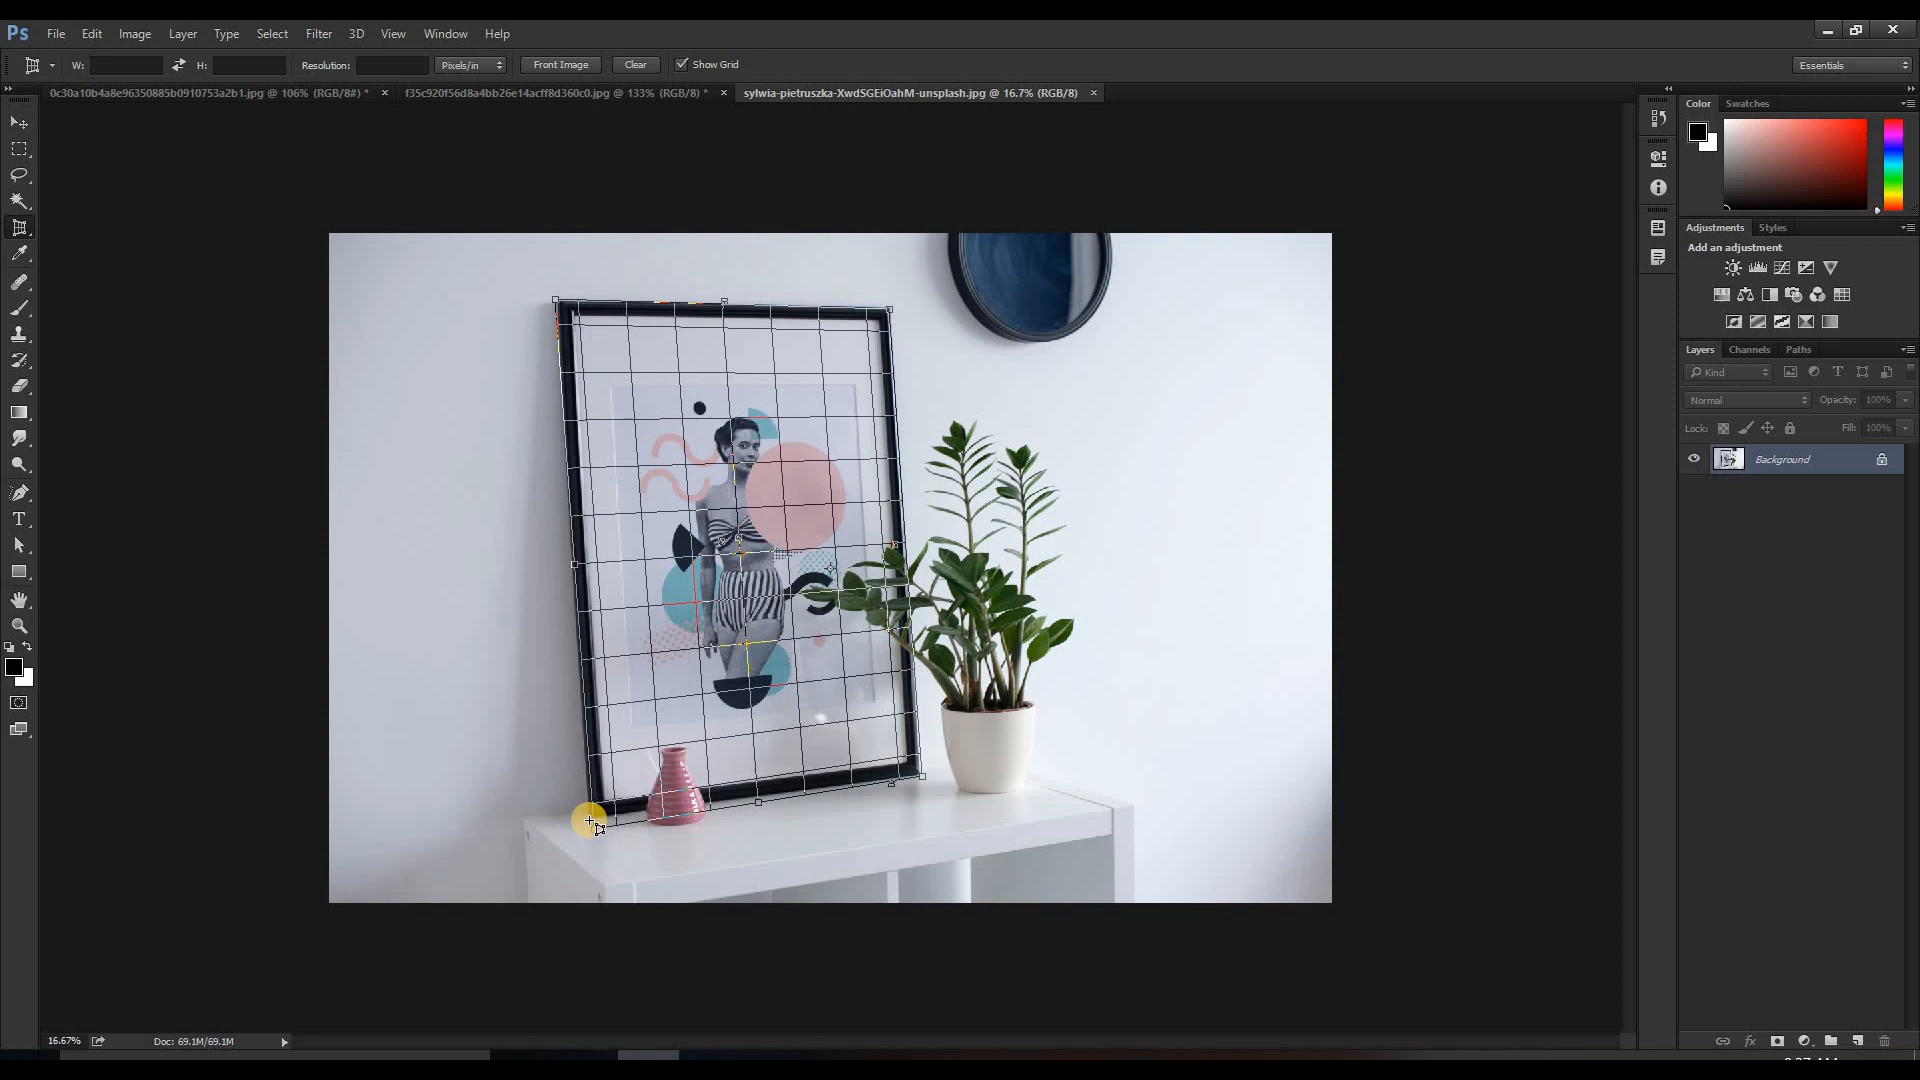 Ps File Edit Image Layer Type Select Filter 3D View Window Help
W: H: Resolution: Pixels/in Front Image Clear Show Grid Essentials
0c30a10b4a8e96350885b0910753a2b1.jpg @ 106% (RGB/8#) * f35c920f56d8a4bb26e14acff8d360c0.jpg @ 133% (RGB/8) * sylwia-pietruszka-XwdSGEiOahM-unsplash.jpg @ 16.7% (RGB/8)
Color Swatches
Adjustments Styles
Add an adjustment
Layers Channels Paths
Kind
Normal Opacity: 100%
Lock: Fill: 100%
Background
16.67% Doc: 69.1M/69.1M